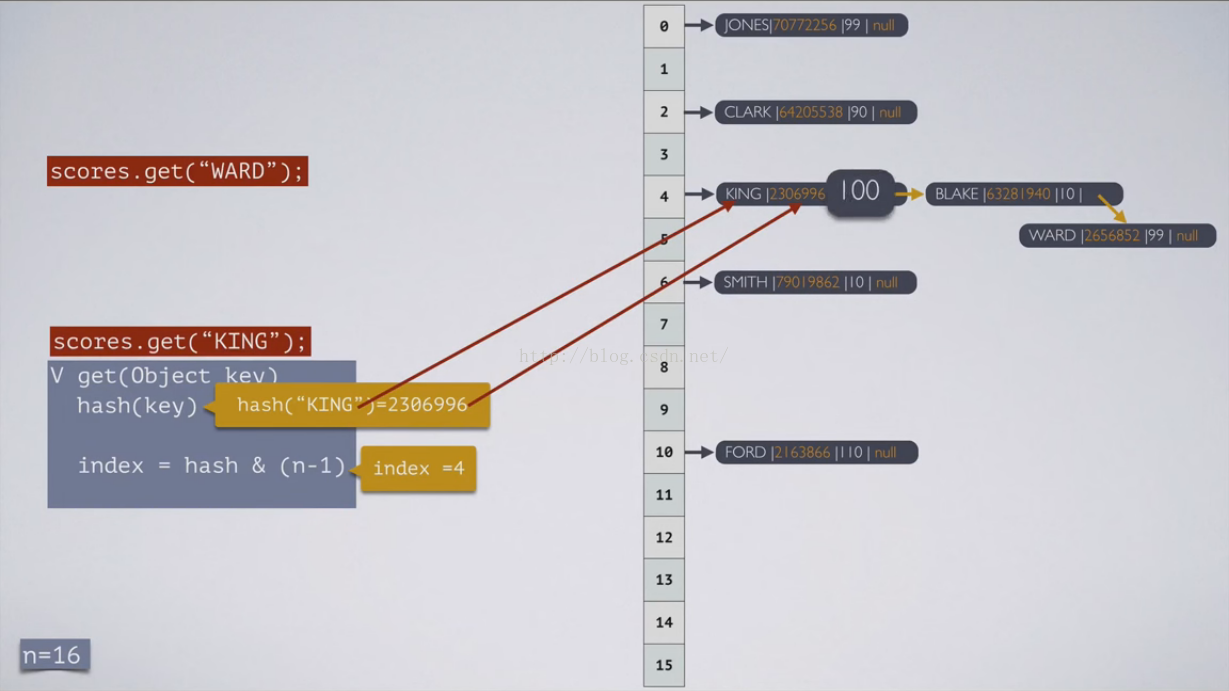 scores.get(“WARD”);
scores.get(“KING”);
V get(Object key)
hash(key)
hash(“KING”)=2306996
index = hash & (n-1)
index =4
n=16
0
JONES|70772256 |99 | null
1
2
CLARK |64205538 |90 | null
3
4
KING |2306996
100
BLAKE |63281940 |10 |
WARD |2656852 |99 | null
5
6
SMITH |79019862 |10 | null
7
8
9
10
FORD |2163866 |110 | null
11
12
13
14
15
http://blog.csdn.net/